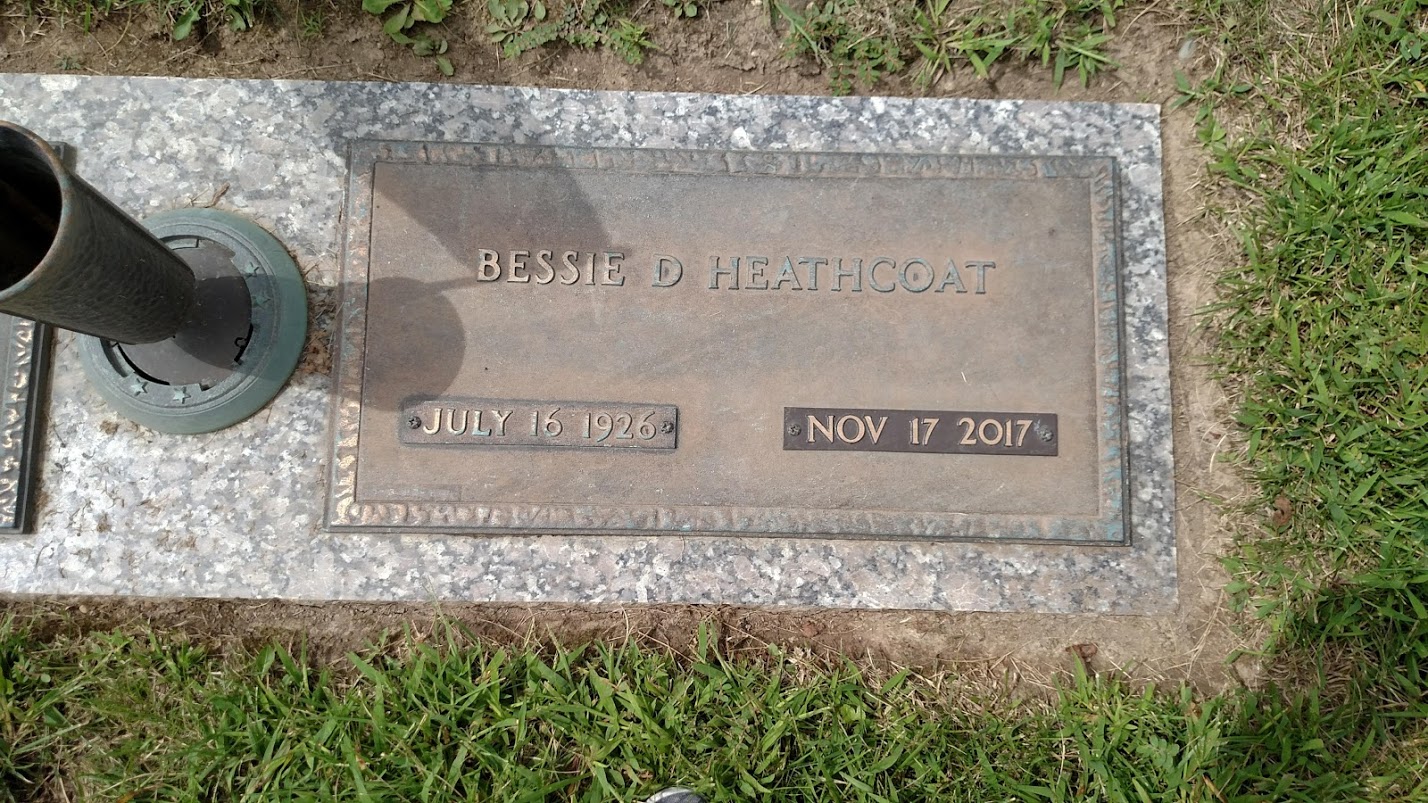 BESSIE D HEATHCOAT
JULY 16 1926
NOV 17 2017